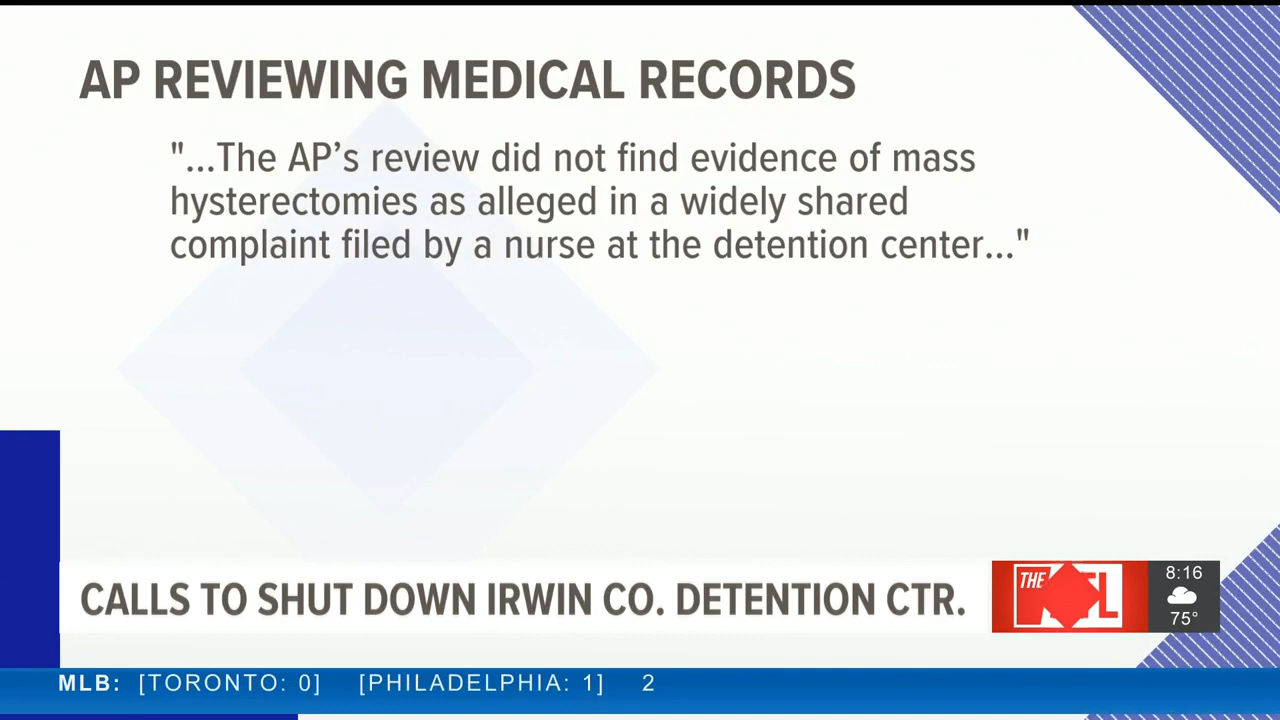 AP REVIEWING MEDICAL RECORDS
"...The AP’s review did not find evidence of mass
hysterectomies as alleged in a widely shared
complaint filed by a nurse at the detention center..."
CALLS TO SHUT DOWN IRWIN CO. DETENTION CTR.
THE
8:16
75°
MLB: [TORONTO: 0] [PHILADELPHIA: 1] 2